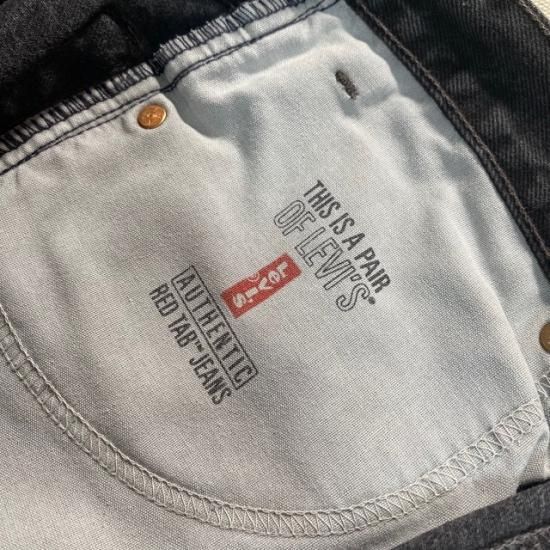 THIS IS A PAIR
OF LEVI'S®
Levi's
AUTHENTIC
RED TAB™ JEANS